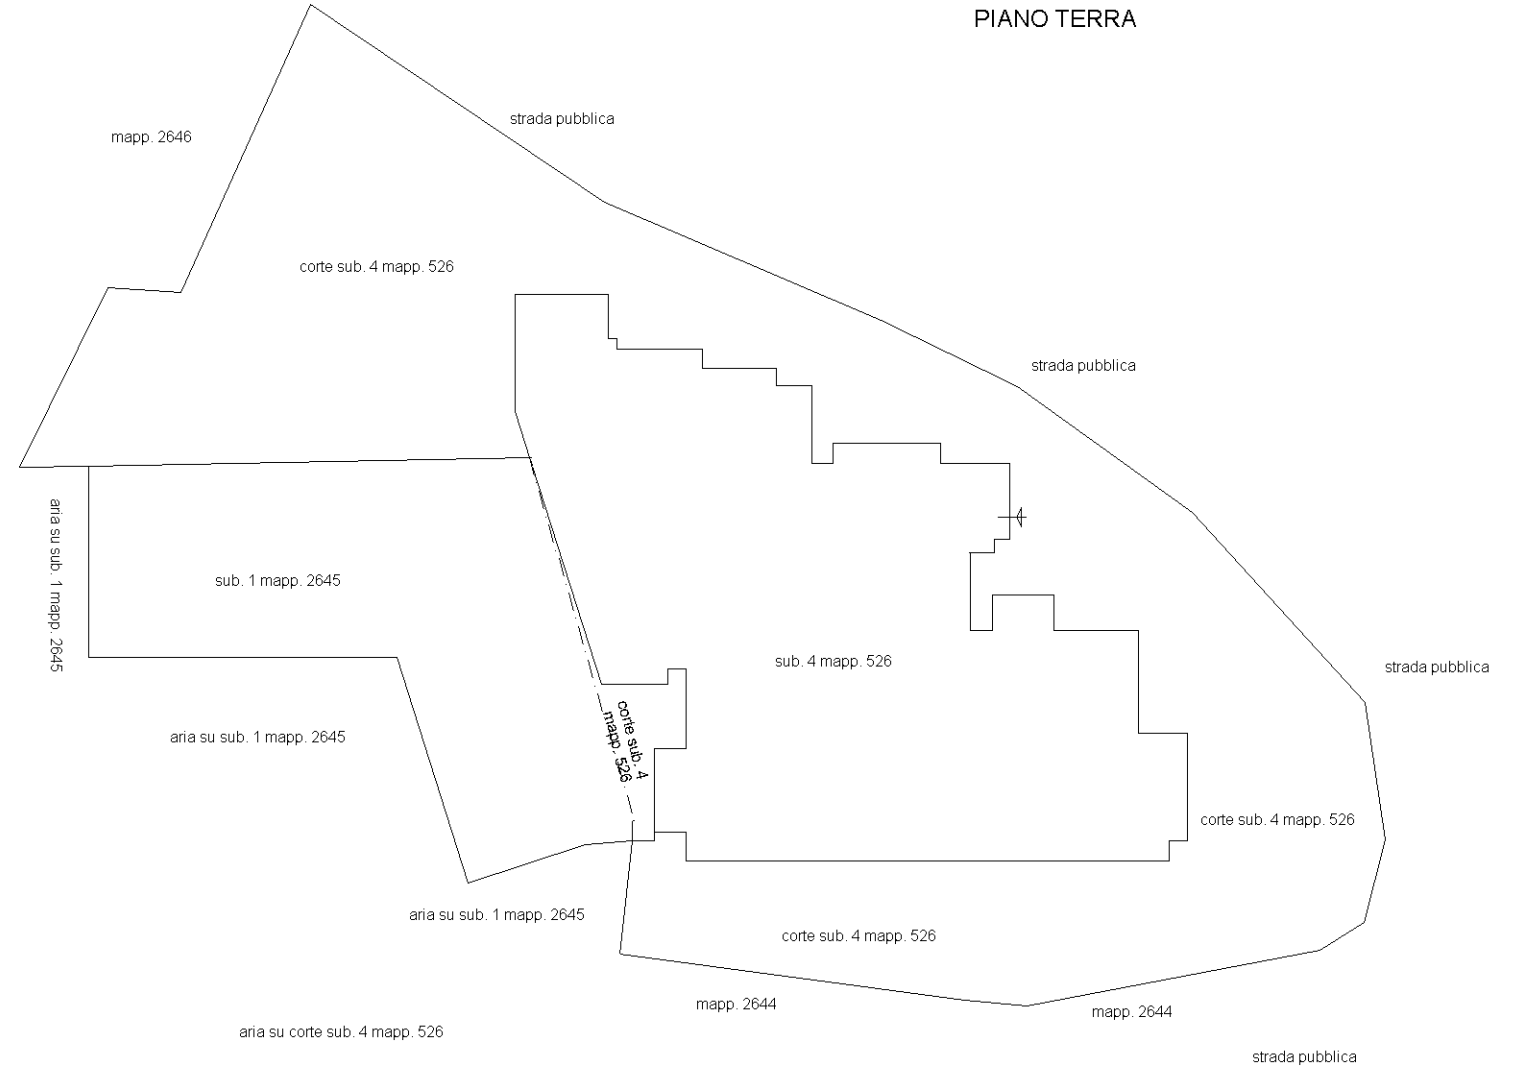 PIANO TERRA
strada pubblica
mapp. 2646
corte sub. 4 mapp. 526
strada pubblica
aria su sub. 1 mapp. 2645
sub. 1 mapp. 2645
sub. 4 mapp. 526
strada pubblica
corte sub. 4
mapp. 526
aria su sub. 1 mapp. 2645
corte sub. 4 mapp. 526
aria su sub. 1 mapp. 2645
corte sub. 4 mapp. 526
mapp. 2644
mapp. 2644
aria su corte sub. 4 mapp. 526
strada pubblica